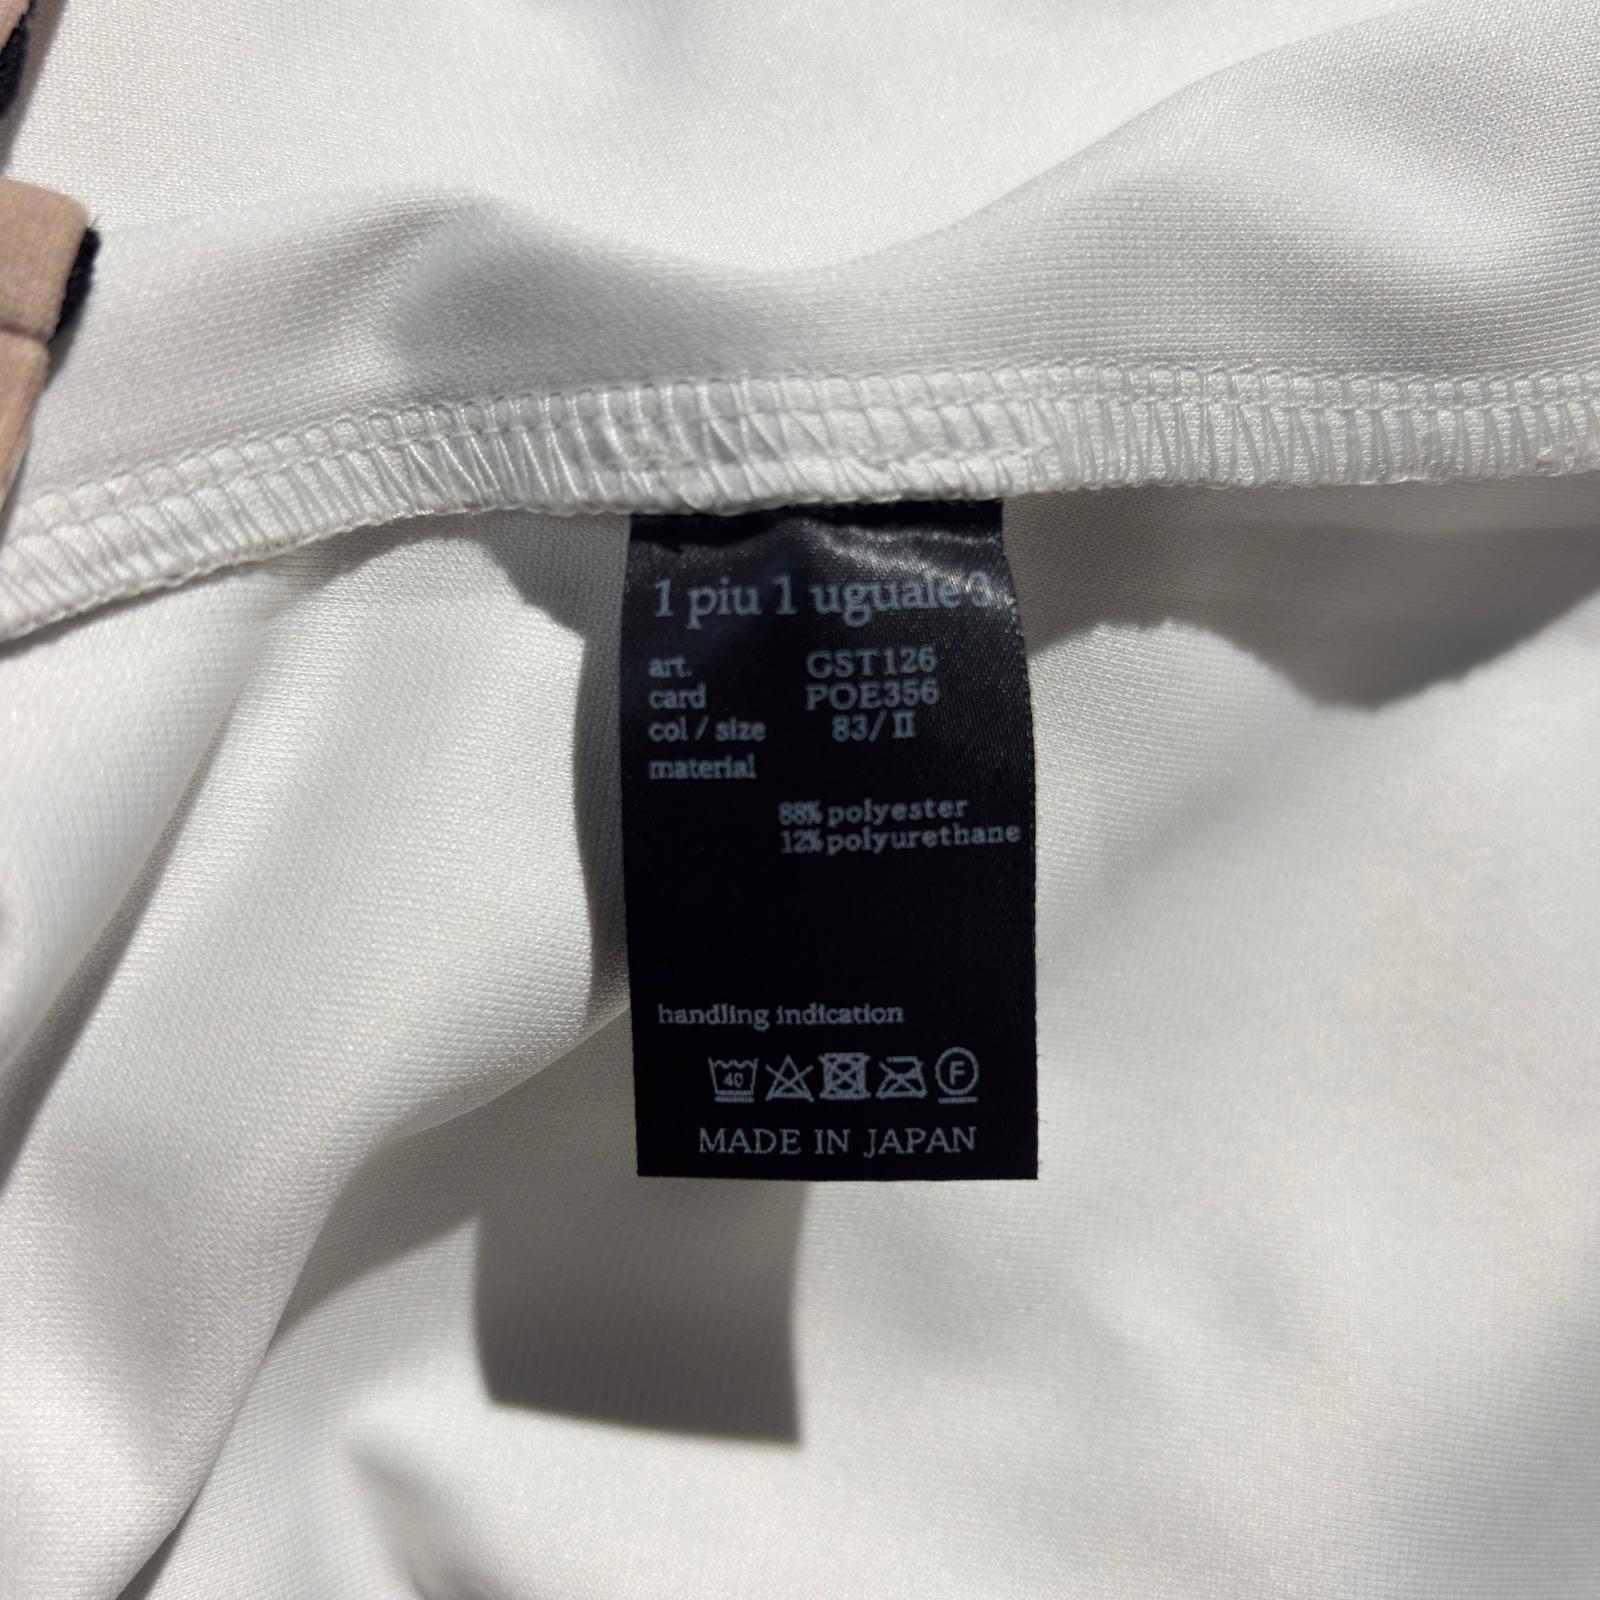 1 piu 1 uguale 3
art. GST126
card POE356
col / size 83/II
material
88% polyester
12% polyurethane
handling indication
40 F
MADE IN JAPAN